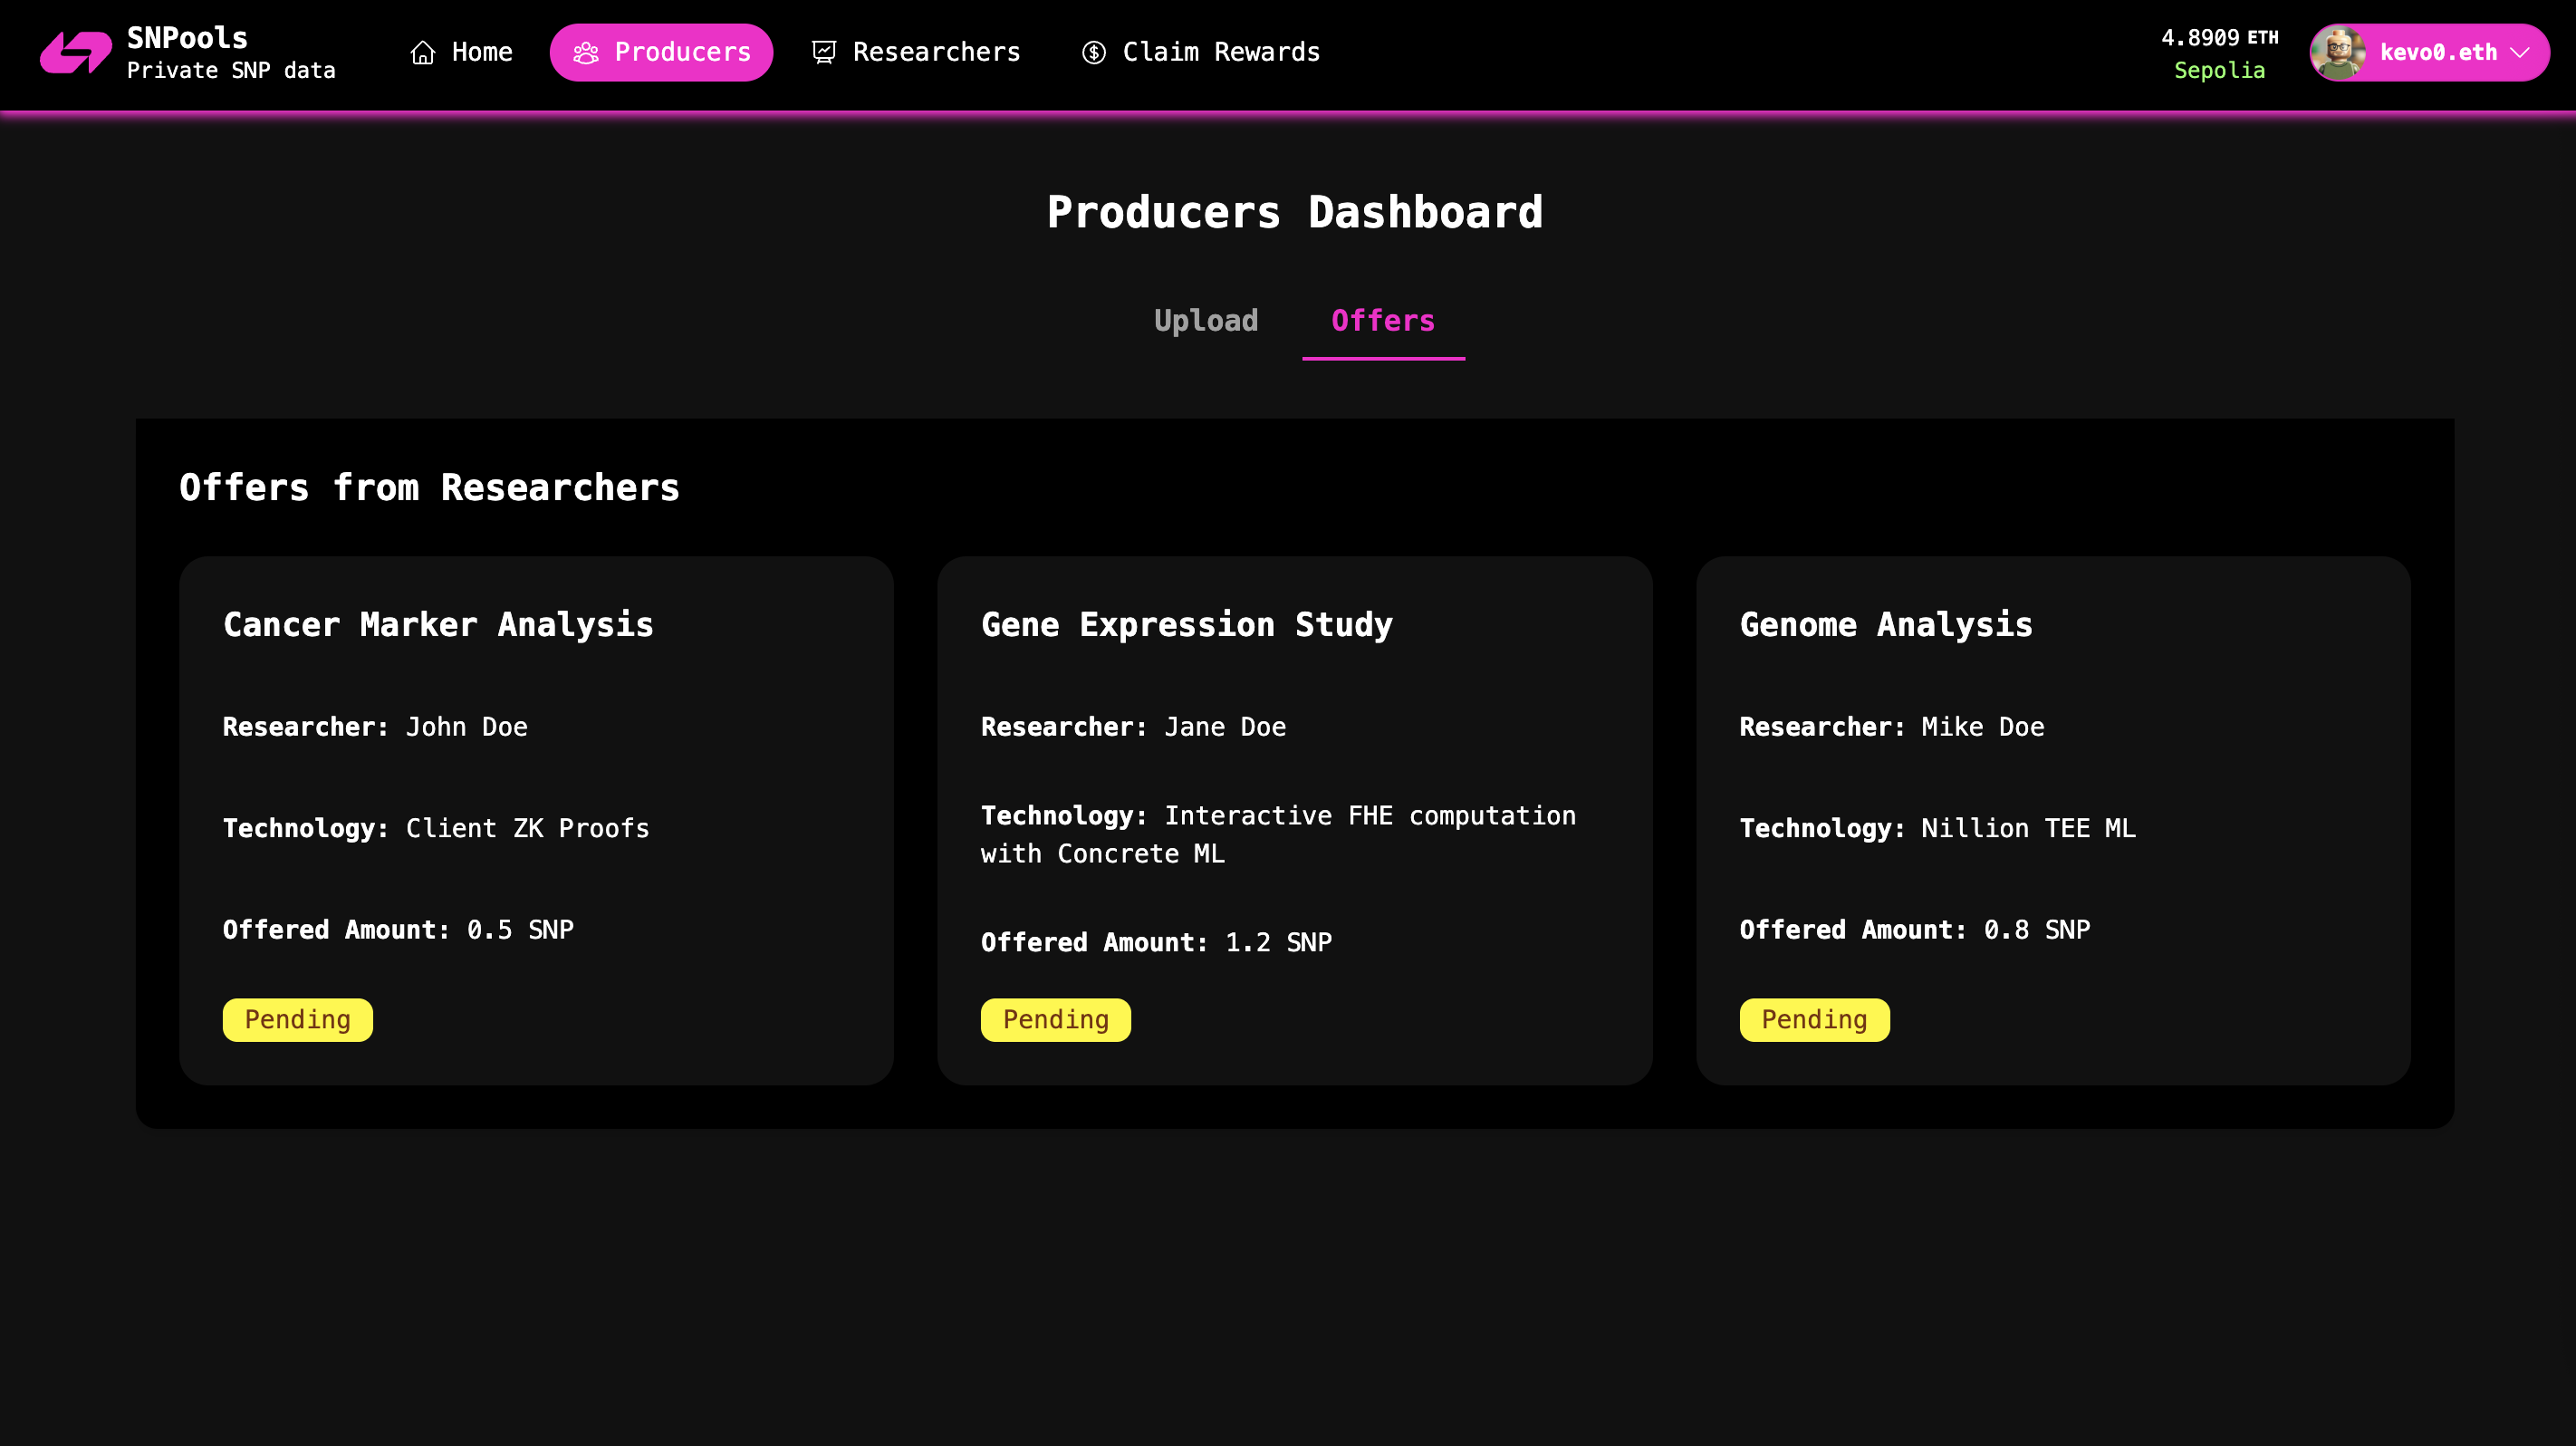 SNPools
Private SNP data
Home
Producers
Researchers
Claim Rewards
4.8909 ETH
Sepolia
kevo0.eth
Producers Dashboard
Upload
Offers
Offers from Researchers
Cancer Marker Analysis
Researcher: John Doe
Technology: Client ZK Proofs
Offered Amount: 0.5 SNP
Pending
Gene Expression Study
Researcher: Jane Doe
Technology: Interactive FHE computation
with Concrete ML
Offered Amount: 1.2 SNP
Pending
Genome Analysis
Researcher: Mike Doe
Technology: Nillion TEE ML
Offered Amount: 0.8 SNP
Pending